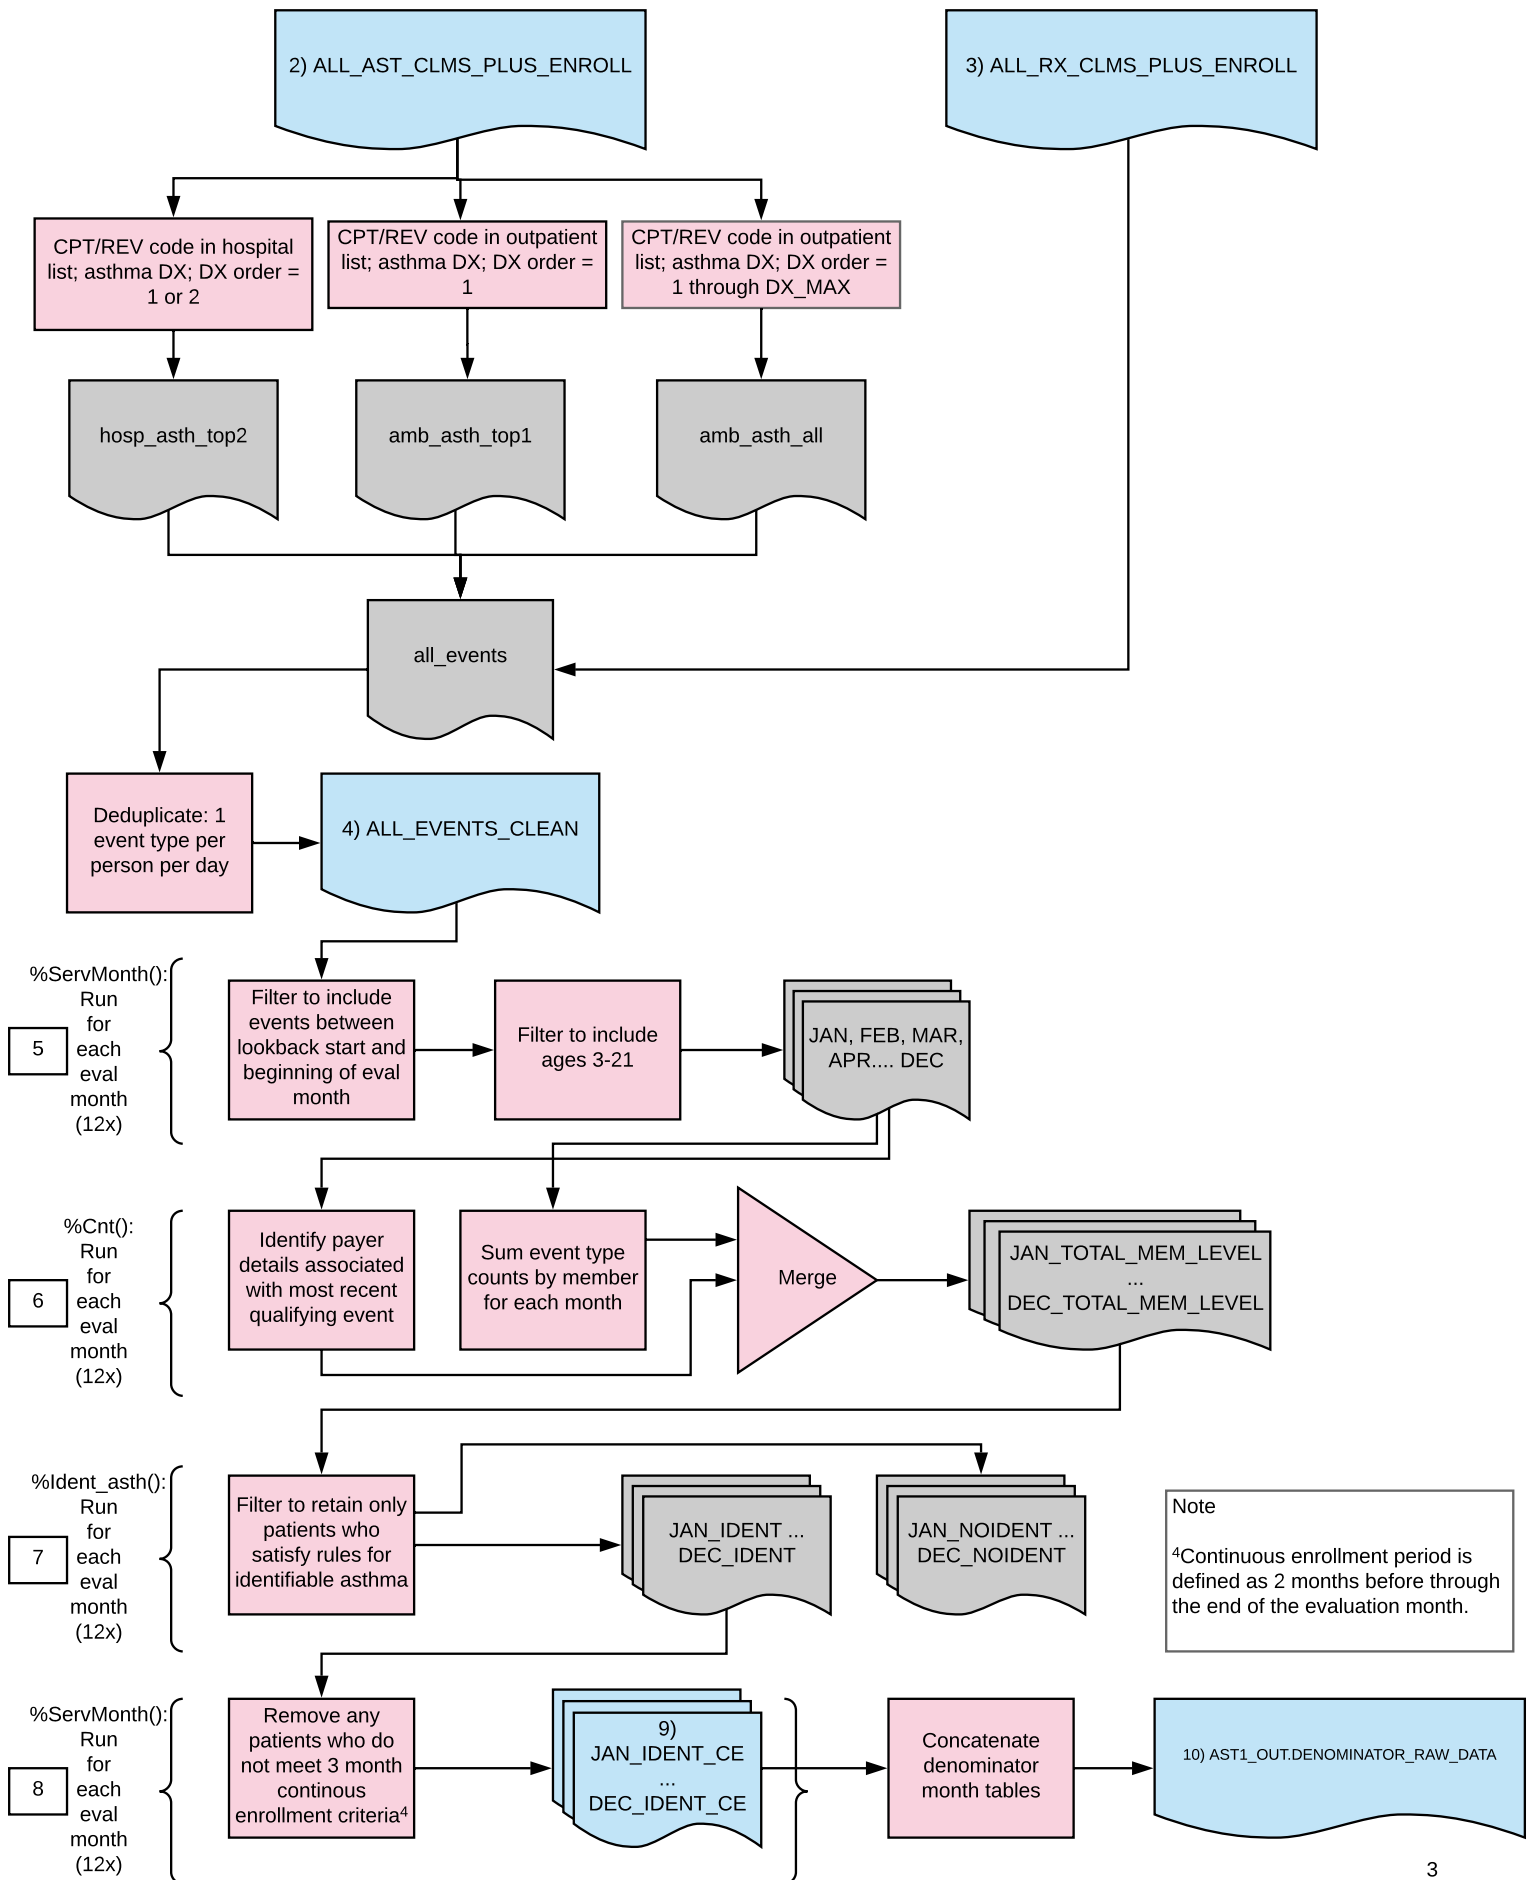 2) ALL_AST_CLMS_PLUS_ENROLL
3) ALL_RX_CLMS_PLUS_ENROLL
CPT/REV code in hospital
list; asthma DX; DX order =
1 or 2
CPT/REV code in outpatient
list; asthma DX; DX order =
1
CPT/REV code in outpatient
list; asthma DX; DX order =
1 through DX_MAX
hosp_asth_top2
amb_asth_top1
amb_asth_all
all_events
Deduplicate: 1
event type per
person per day
4) ALL_EVENTS_CLEAN
5
%ServMonth():
Run
for
each
eval
month
(12x)
Filter to include
events between
lookback start and
beginning of eval
month
Filter to include
ages 3-21
JAN, FEB, MAR,
APR.... DEC
6
%Cnt():
Run
for
each
eval
month
(12x)
Identify payer
details associated
with most recent
qualifying event
Sum event type
counts by member
for each month
Merge
JAN_TOTAL_MEM_LEVEL
...
DEC_TOTAL_MEM_LEVEL
7
%Ident_asth():
Run
for
each
eval
month
(12x)
Filter to retain only
patients who
satisfy rules for
identifiable asthma
JAN_IDENT ...
DEC_IDENT
JAN_NOIDENT ...
DEC_NOIDENT
Note
⁴Continuous enrollment period is
defined as 2 months before through
the end of the evaluation month.
8
%ServMonth():
Run
for
each
eval
month
(12x)
Remove any
patients who do
not meet 3 month
continous
enrollment criteria⁴
9)
JAN_IDENT_CE
...
DEC_IDENT_CE
Concatenate
denominator
month tables
10) AST1_OUT.DENOMINATOR_RAW_DATA
3